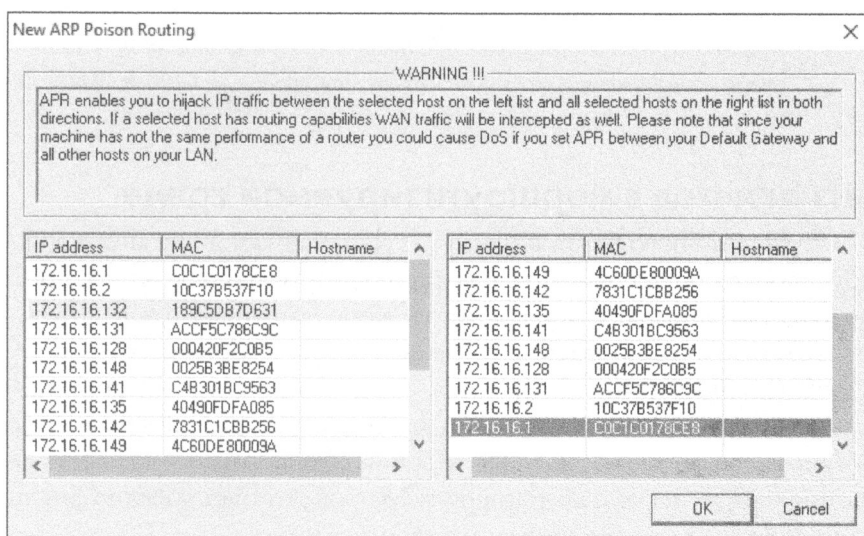 New ARP Poison Routing
WARNING !!!
APR enables you to hijack IP traffic between the selected host on the left list and all selected hosts on the right list in both
directions. If a selected host has routing capabilities WAN traffic will be intercepted as well. Please note that since your
machine has not the same performance of a router you could cause DoS if you set APR between your Default Gateway and
all other hosts on your LAN.
IP address MAC Hostname
172.16.16.1 C0C1C0178CE8
172.16.16.2 10C37B537F10
172.16.16.132 189C5DB7D631
172.16.16.131 ACCF5C786C9C
172.16.16.128 000420F2C0B5
172.16.16.148 0025B3BE8254
172.16.16.141 C4B301BC9563
172.16.16.135 40490FDFA085
172.16.16.142 7831C1CBB256
172.16.16.149 4C60DE80009A
IP address MAC Hostname
172.16.16.149 4C60DE80009A
172.16.16.142 7831C1CBB256
172.16.16.135 40490FDFA085
172.16.16.141 C4B301BC9563
172.16.16.148 0025B3BE8254
172.16.16.128 000420F2C0B5
172.16.16.131 ACCF5C786C9C
172.16.16.2 10C37B537F10
172.16.16.1 C0C1C0178CE8
OK Cancel